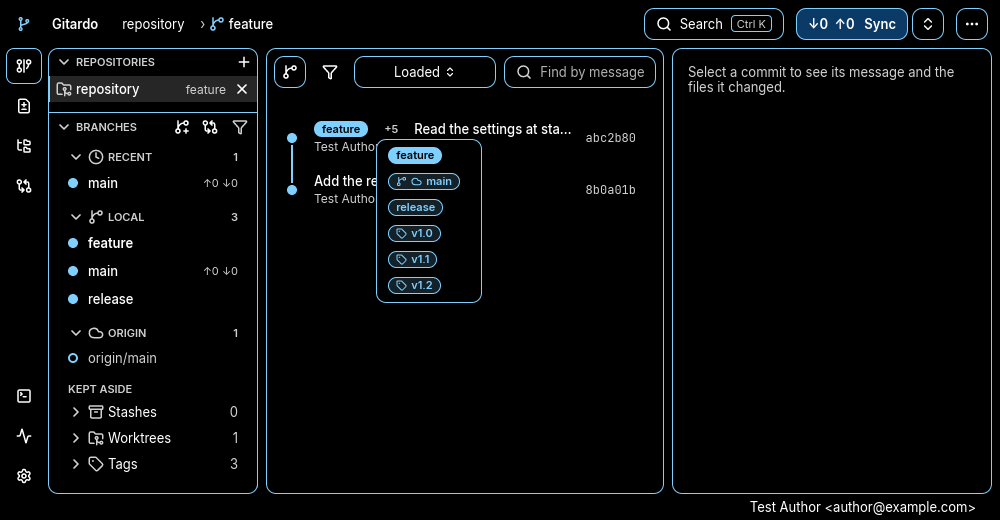 Gitardo
repository › feature
Search Ctrl K
↓0 ↑0 Sync
REPOSITORIES
repository feature
BRANCHES
RECENT 1
main ↑0 ↓0
LOCAL 3
feature
main ↑0 ↓0
release
ORIGIN 1
origin/main
KEPT ASIDE
Stashes 0
Worktrees 1
Tags 3
Loaded
Find by message
feature +5 Read the settings at sta...
Test Author
abc2b80
Add the re
Test Autho
8b0a01b
feature
main
release
v1.0
v1.1
v1.2
Select a commit to see its message and the
files it changed.
Test Author <author@example.com>